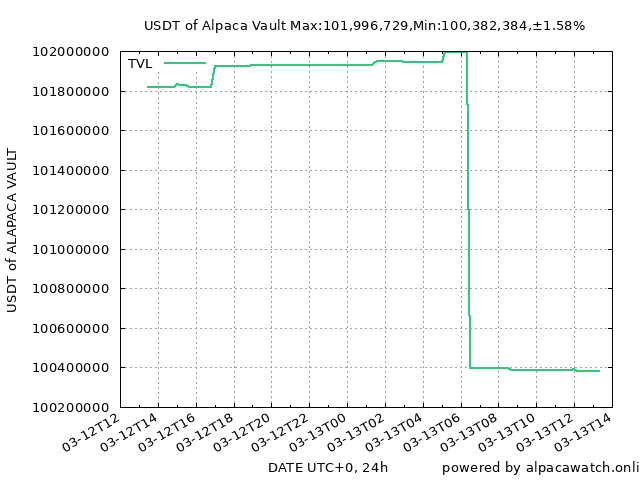 USDT of Alpaca Vault Max:101,996,729,Min:100,382,384,±1.58%
TVL
102000000
101800000
101600000
101400000
101200000
101000000
100800000
100600000
100400000
100200000
USDT of ALAPACA VAULT
03-12T12
03-12T14
03-12T16
03-12T18
03-12T20
03-12T22
03-13T00
03-13T02
03-13T04
03-13T06
03-13T08
03-13T10
03-13T12
03-13T14
DATE UTC+0, 24h
powered by alpacawatch.onli